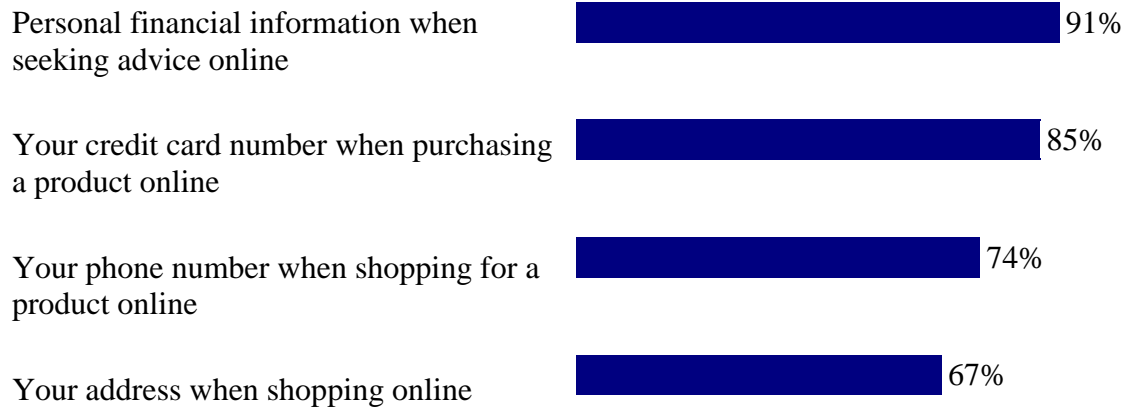 Personal financial information when
seeking advice online
91%
Your credit card number when purchasing
a product online
85%
Your phone number when shopping for a
product online
74%
Your address when shopping online
67%